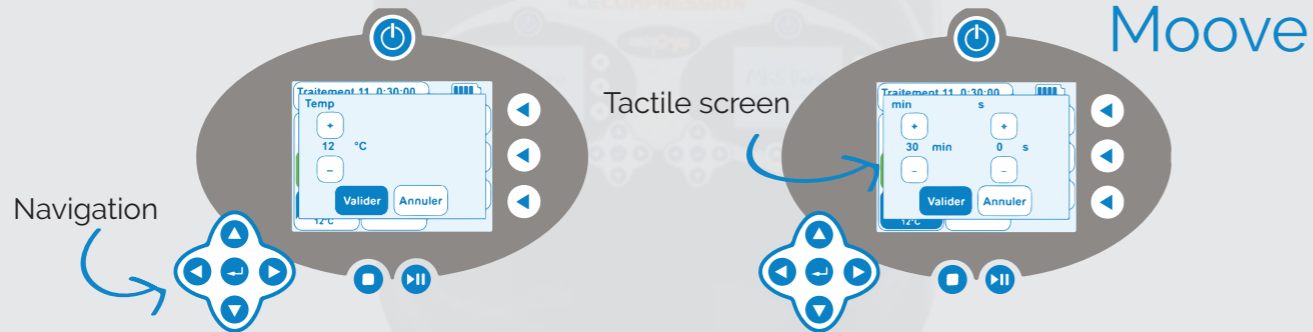 Moove
Traitement 11 0:30:00
Temp
+
12 °C
–
Valider Annuler
12°C
Navigation
Tactile screen
Traitement 11 0:30:00
min s
+ +
30 min 0 s
– –
Valider Annuler
12°C